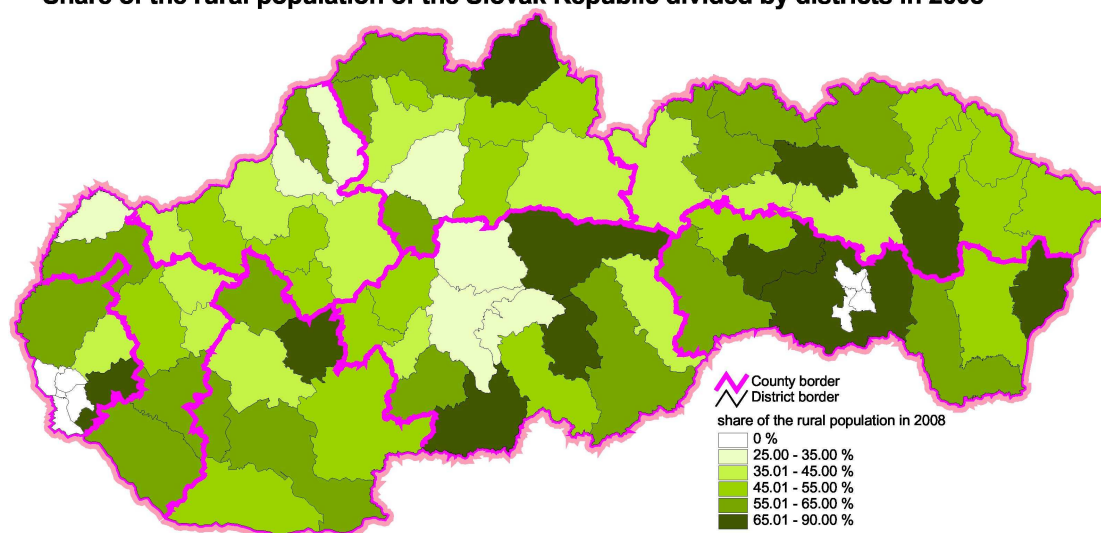 Share of the rural population of the Slovak Republic divided by districts in 2008
County border
District border
share of the rural population in 2008
0 %
25.00 - 35.00 %
35.01 - 45.00 %
45.01 - 55.00 %
55.01 - 65.00 %
65.01 - 90.00 %